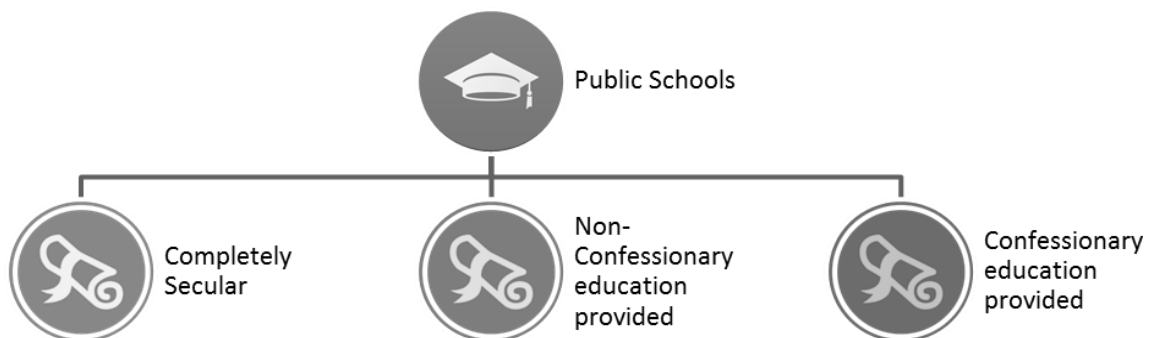 Public Schools
Completely
Secular
Non-
Confessionary
education
provided
Confessionary
education
provided